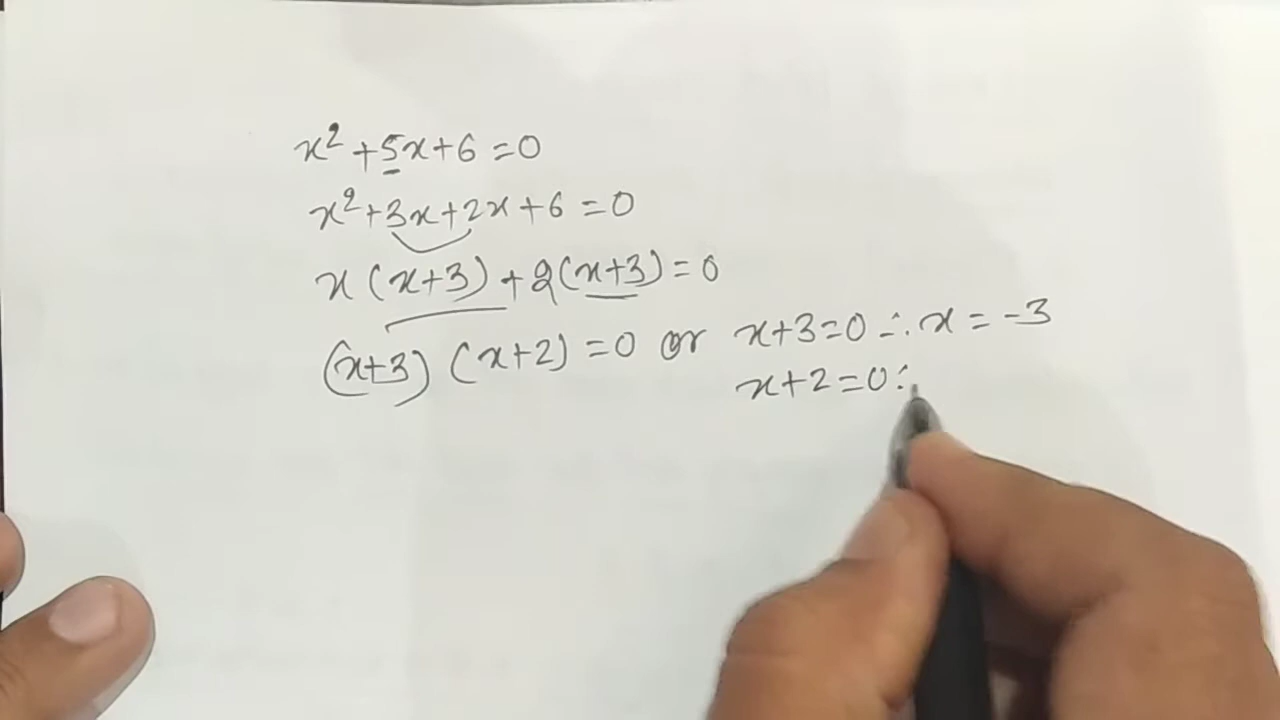 x² + 5x + 6 = 0
x² + 3x + 2x + 6 = 0
x (x+3) + 2 (x+3) = 0
(x+3) (x+2) = 0 or x+3=0 ∴ x = -3
x+2=0 ∴